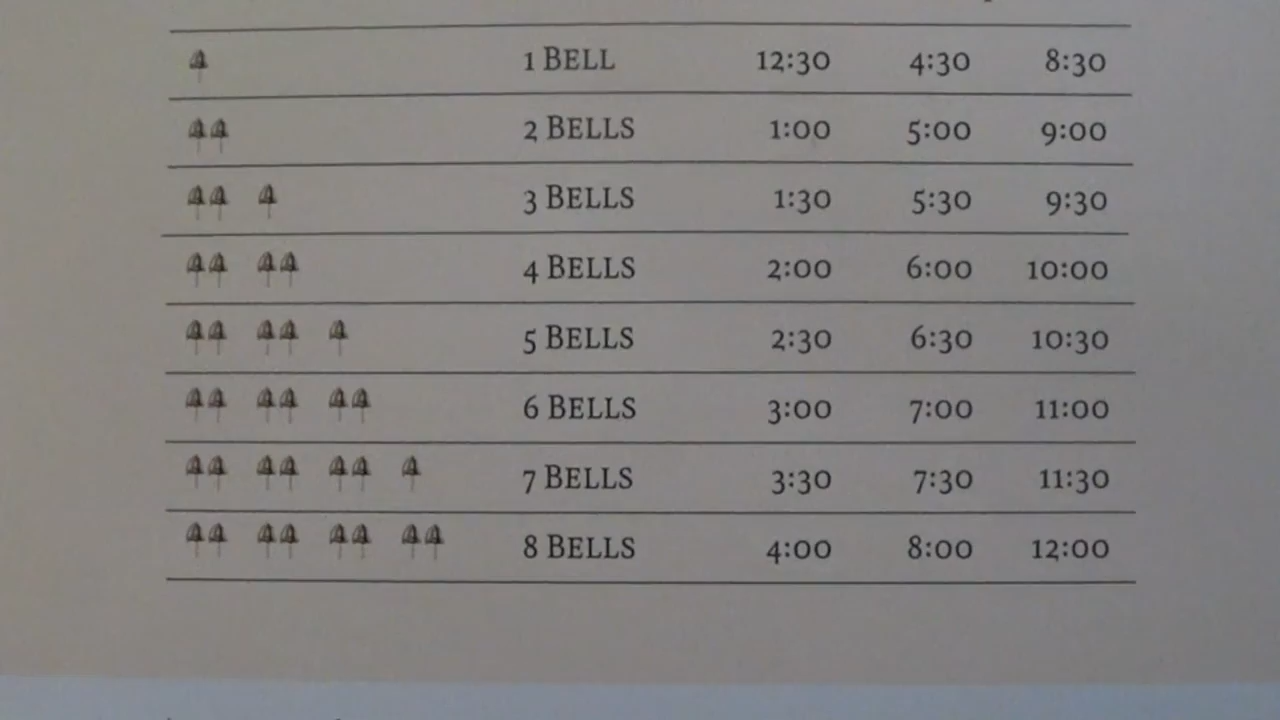 1 BELL 12:30 4:30 8:30
2 BELLS 1:00 5:00 9:00
3 BELLS 1:30 5:30 9:30
4 BELLS 2:00 6:00 10:00
5 BELLS 2:30 6:30 10:30
6 BELLS 3:00 7:00 11:00
7 BELLS 3:30 7:30 11:30
8 BELLS 4:00 8:00 12:00